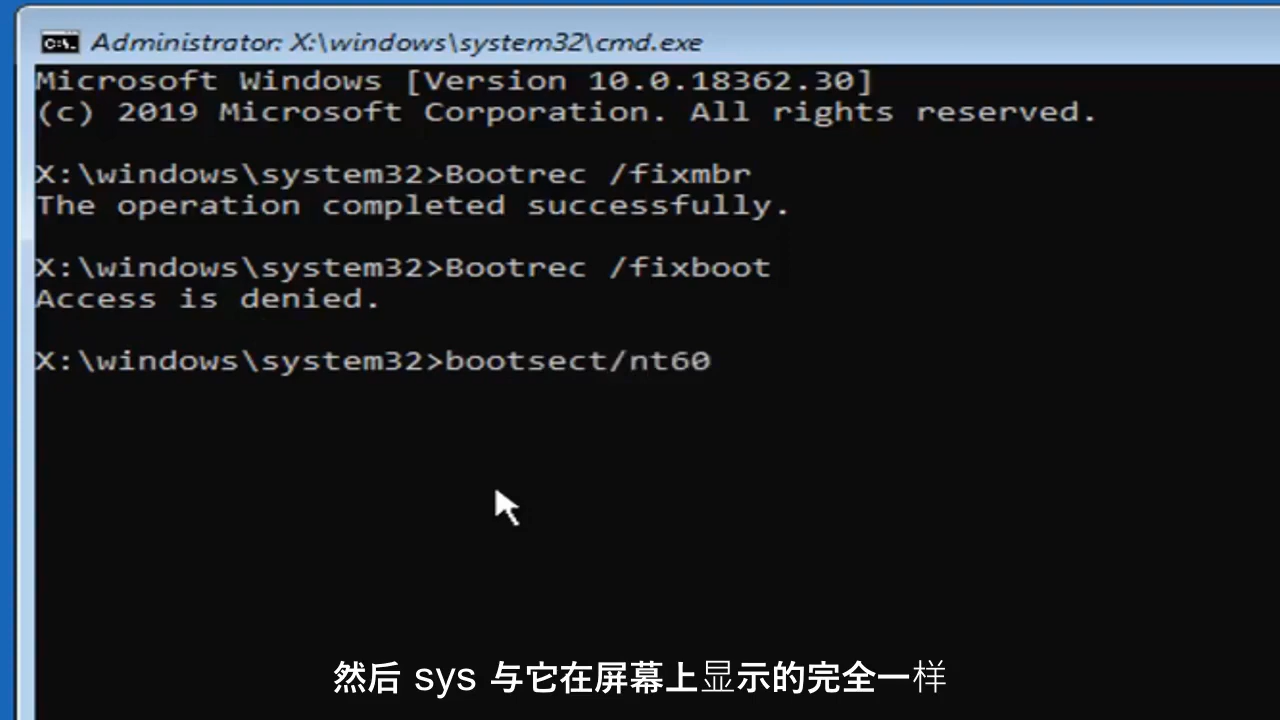 Administrator: X:\windows\system32\cmd.exe
Microsoft Windows [Version 10.0.18362.30]
(c) 2019 Microsoft Corporation. All rights reserved.
X:\windows\system32>Bootrec /fixmbr
The operation completed successfully.
X:\windows\system32>Bootrec /fixboot
Access is denied.
X:\windows\system32>bootsect/nt60
然后 sys 与它在屏幕上显示的完全一样